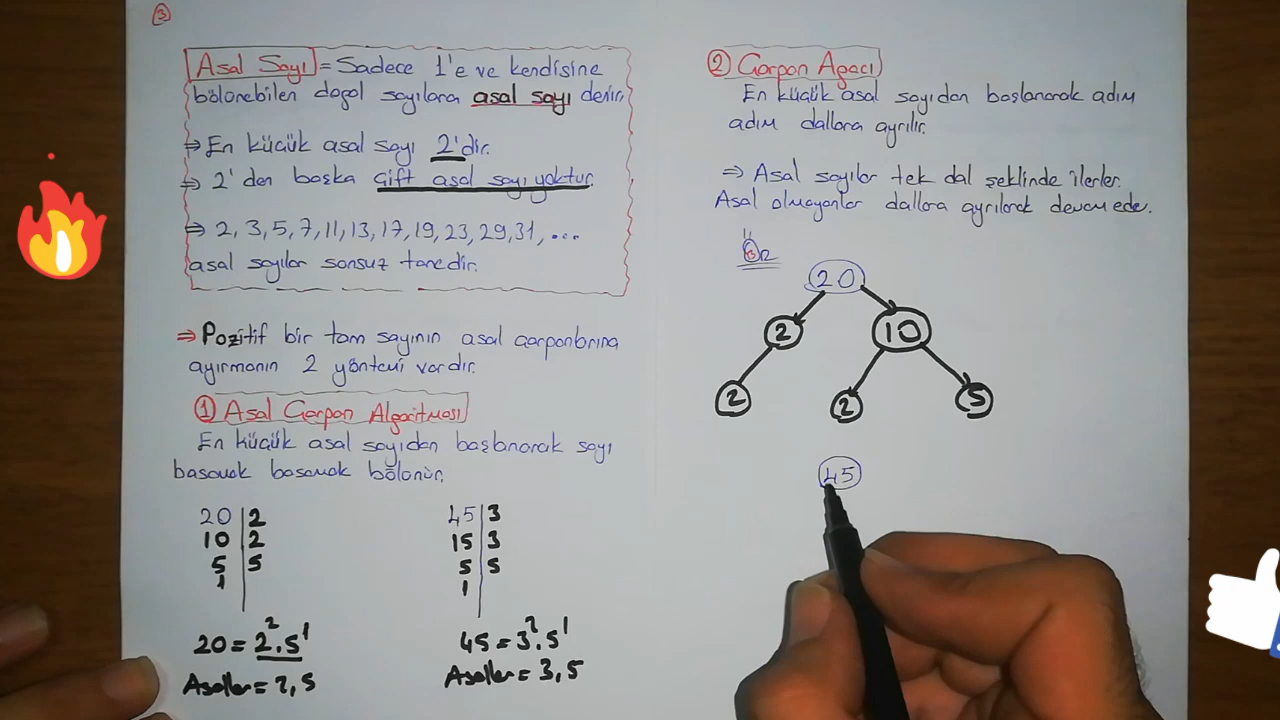 3
Asal Sayı = Sadece 1'e ve kendisine
bölünebilen doğal sayılara asal sayı denir.
⇒ En küçük asal sayı 2'dir.
⇒ 2'den başka çift asal sayı yoktur.
⇒ 2, 3, 5, 7, 11, 13, 17, 19, 23, 29, 31, ...
asal sayılar sonsuz tanedir.
⇒ Pozitif bir tam sayının asal çarpanlarına
ayırmanın 2 yöntemi vardır.
1 Asal Çarpan Algoritması
En küçük asal sayıdan başlanarak sayı
basamak basamak bölünür.
20 | 2
10 | 2
5 | 5
1
20 = 2². 5¹
Asallar = 2, 5
45 | 3
15 | 3
5 | 5
1
45 = 3². 5¹
Asallar = 3, 5
2 Çarpan Ağacı
En küçük asal sayıdan başlanarak adım
adım dallara ayrılır.
⇒ Asal sayılar tek dal şeklinde ilerler.
Asal olmayanlar dallara ayrılarak devam eder.
Ör
20
2 10
2 2 5
45